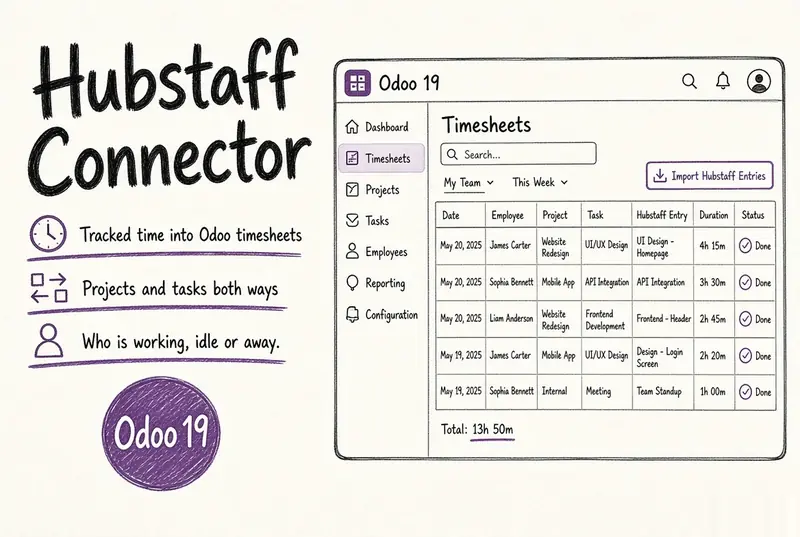 Hubstaff
Connector
Tracked time into Odoo timesheets
Projects and tasks both ways
Who is working, idle or away.
Odoo 19
Odoo 19
Dashboard
Timesheets
Projects
Tasks
Employees
Reporting
Configuration
Timesheets
Search...
My Team
This Week
Import Hubstaff Entries
Date Employee Project Task Hubstaff Entry Duration Status
May 20, 2025 James Carter Website Redesign UI/UX Design UI Design - Homepage 4h 15m Done
May 20, 2025 Sophia Bennett Mobile App API Integration API Integration 3h 30m Done
May 20, 2025 Liam Anderson Website Redesign Frontend Development Frontend - Header 2h 45m Done
May 19, 2025 James Carter Mobile App UI/UX Design Design - Login Screen 2h 20m Done
May 19, 2025 Sophia Bennett Internal Meeting Team Standup 1h 00m Done
Total: 13h 50m